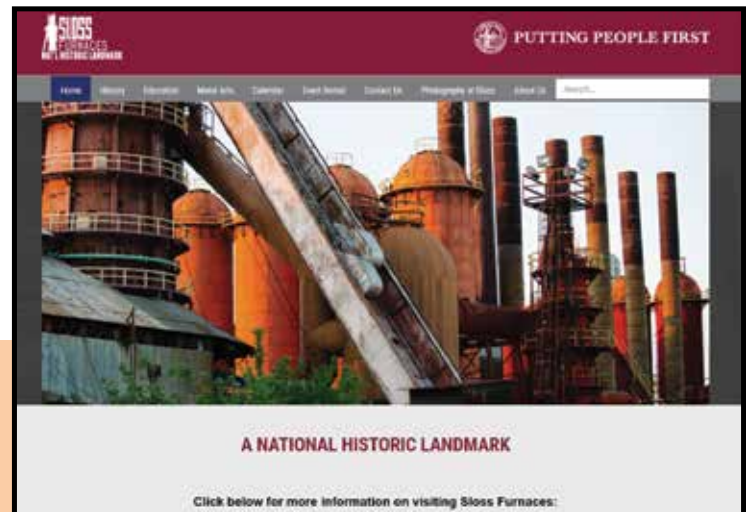 SLOSS
FURNACES
NAT'L HISTORIC LANDMARK
PUTTING PEOPLE FIRST
Home History Education Metal Arts Calendar Event Rental Contact Us Photography at Sloss About Us Search...
A NATIONAL HISTORIC LANDMARK
Click below for more information on visiting Sloss Furnaces: